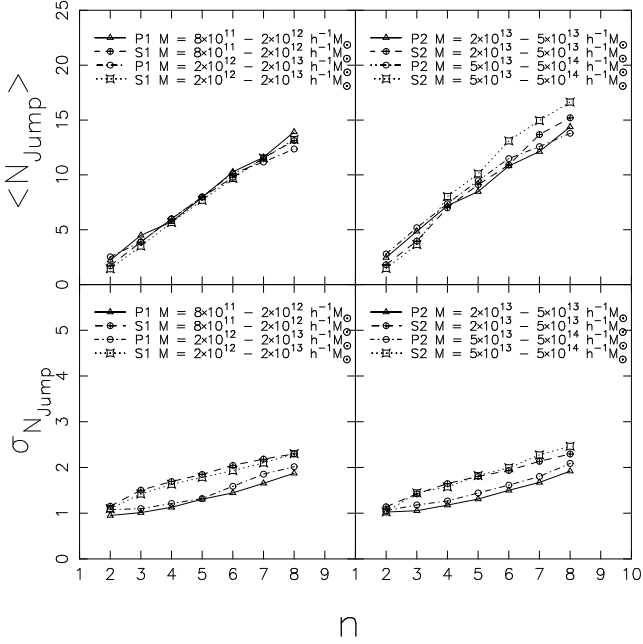 25
20
15
10
5
0
<N_Jump>
P1 M = 8×10^11 − 2×10^12 h^−1M_⊙
S1 M = 8×10^11 − 2×10^12 h^−1M_⊙
P1 M = 2×10^12 − 2×10^13 h^−1M_⊙
S1 M = 2×10^12 − 2×10^13 h^−1M_⊙
P2 M = 2×10^13 − 5×10^13 h^−1M_⊙
S2 M = 2×10^13 − 5×10^13 h^−1M_⊙
P2 M = 5×10^13 − 5×10^14 h^−1M_⊙
S2 M = 5×10^13 − 5×10^14 h^−1M_⊙
5
4
3
2
1
0
σ_N_Jump
P1 M = 8×10^11 − 2×10^12 h^−1M_⊙
S1 M = 8×10^11 − 2×10^12 h^−1M_⊙
P1 M = 2×10^12 − 2×10^13 h^−1M_⊙
S1 M = 2×10^12 − 2×10^13 h^−1M_⊙
P2 M = 2×10^13 − 5×10^13 h^−1M_⊙
S2 M = 2×10^13 − 5×10^13 h^−1M_⊙
P2 M = 5×10^13 − 5×10^14 h^−1M_⊙
S2 M = 5×10^13 − 5×10^14 h^−1M_⊙
1 2 3 4 5 6 7 8 9 1 2 3 4 5 6 7 8 9 10
n